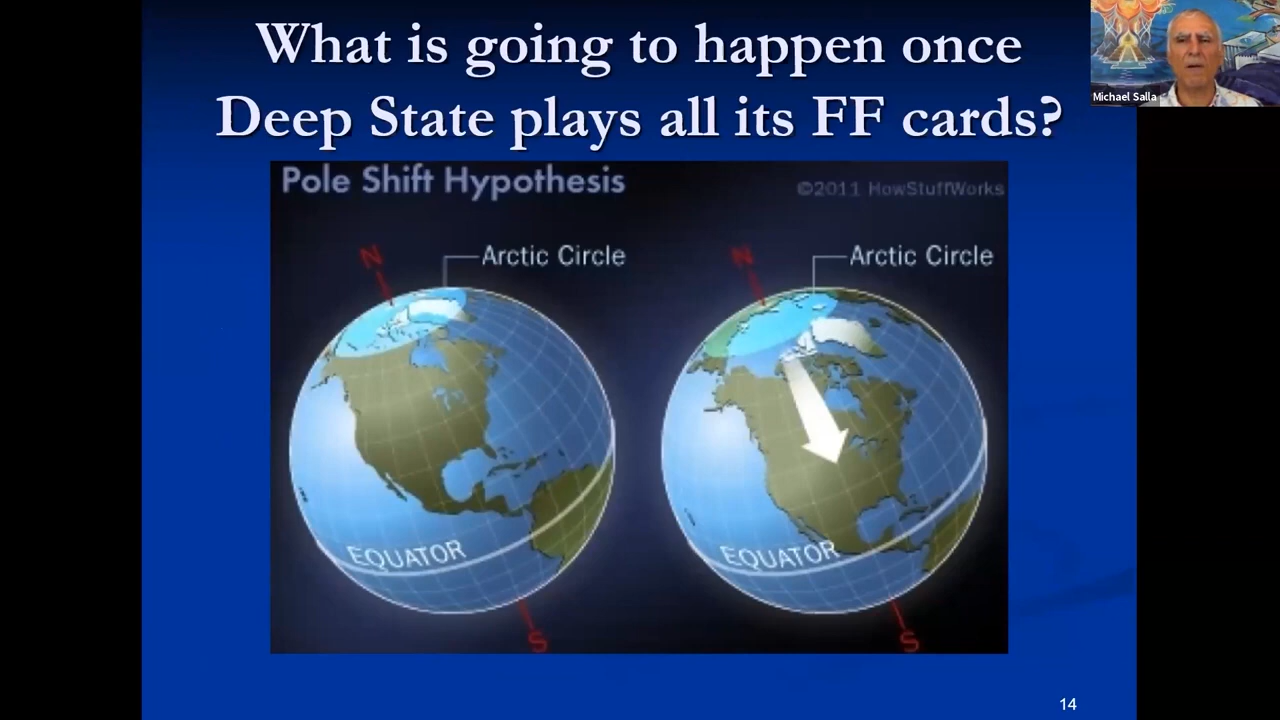 What is going to happen once
Deep State plays all its FF cards?
Michael Salla
Pole Shift Hypothesis
©2011 HowStuffWorks
N
Arctic Circle
N
Arctic Circle
EQUATOR
EQUATOR
S
S
14